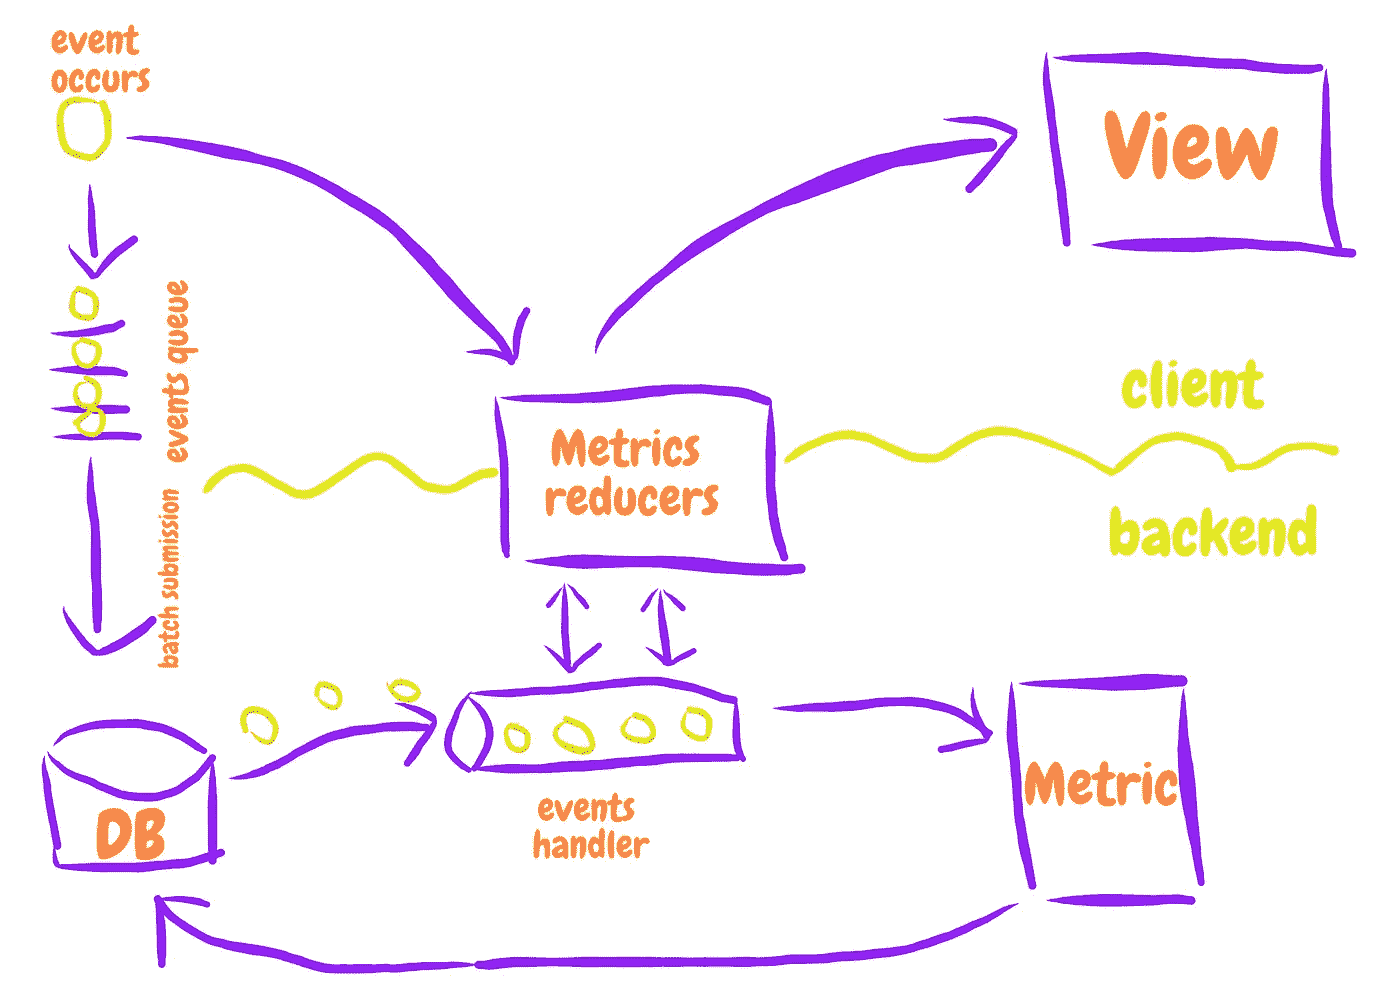 event
occurs
View
events queue
client
Metrics
reducers
batch submission
backend
Metric
DB
events
handler